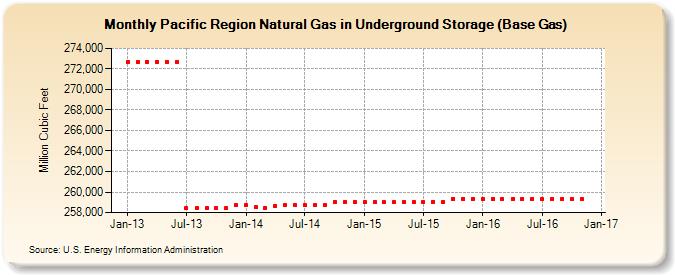 Monthly Pacific Region Natural Gas in Underground Storage (Base Gas)
Million Cubic Feet
274,000
272,000
270,000
268,000
266,000
264,000
262,000
260,000
258,000
Jan-13 Jul-13 Jan-14 Jul-14 Jan-15 Jul-15 Jan-16 Jul-16 Jan-17
Source: U.S. Energy Information Administration